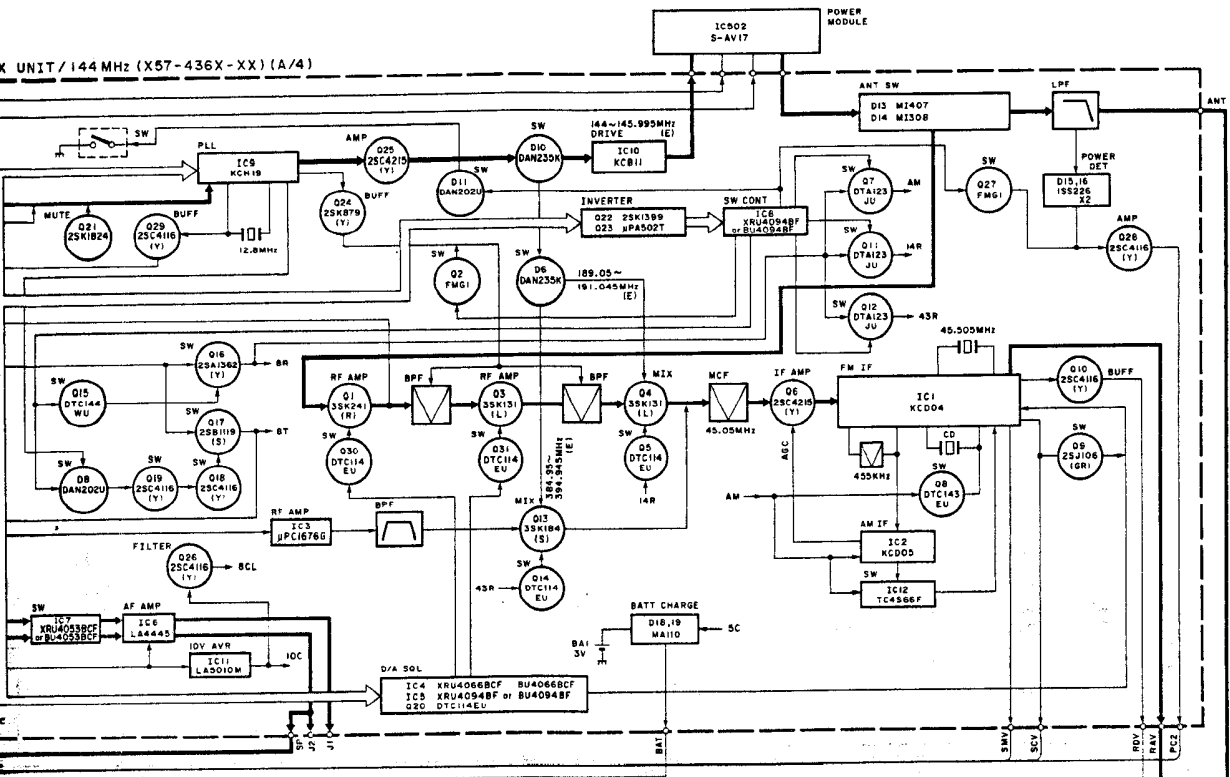 POWER
MODULE
IC502
S-AV17
X UNIT/144MHz (X57-436X-XX)(A/4)
ANT SW
D13 MI407
D14 MI308
LPF
ANT
SW
PLL
IC9
KCH19
AMP
Q25
2SC4215
(Y)
SW
D10
DAN235K
144~145.995MHz
DRIVE (E)
IC10
KCB11
SW
D11
DAN202U
MUTE
Q21
2SK1824
BUFF
Q29
2SC4116
(Y)
12.8MHz
Q24
2SK879
(Y)
BUFF
INVERTER
Q22 2SK1399
Q23 μPA502T
SW CONT
IC8
XRU4094BF
or BU4094BF
SW
Q7
DTA123
JU
AM
SW
Q11
DTA123
JU
14R
SW
Q12
DTA123
JU
43R
SW
Q27
FMG1
POWER
DET
D15,16
1SS226
X2
AMP
Q28
2SC4116
(Y)
SW
Q2
FMG1
SW
D6
DAN235K
189.05~
191.045MHz
(E)
SW
Q16
2SA1362
(Y)
8R
SW
Q15
DTC144
WU
SW
Q17
2SB1119
(S)
8T
SW
D8
DAN202U
SW
Q19
2SC4116
(Y)
SW
Q18
2SC4116
(Y)
RF AMP
Q1
3SK241
(R)
BPF
RF AMP
Q3
3SK131
(L)
BPF
MIX
Q4
3SK131
(L)
MCF
45.05MHz
IF AMP
Q6
2SC4215
(Y)
45.505MHz
FM IF
IC1
KCD04
Q10
2SC4116
(Y)
BUFF
SW
Q30
DTC114
EU
SW
Q31
DTC114
EU
384.95~
394.945MHz
(E)
SW
Q5
DTC114
EU
14R
AGC
455KHz
CD
SW
Q8
DTC143
EU
SW
Q9
2SJ106
(GR)
AM
RF AMP
IC3
μPC1676G
BPF
MIX
Q13
3SK184
(S)
43R
SW
Q14
DTC114
EU
AM IF
IC2
KCD05
SW
IC12
TC4S66F
FILTER
Q26
2SC4116
(Y)
8CL
SW
IC7
XRU4053BCF
or BU4053BCF
AF AMP
IC6
LA4445
10V AVR
IC11
LA5010M
10C
BATT CHARGE
D18,19
MA110
5C
BA1
3V
D/A SQL
IC4 XRU4066BCF BU4066BCF
IC5 XRU4094BF or BU4094BF
Q20 DTC114EU
SP
J2
J1
BAT
SMV
SCV
RDV
RAV
PC2